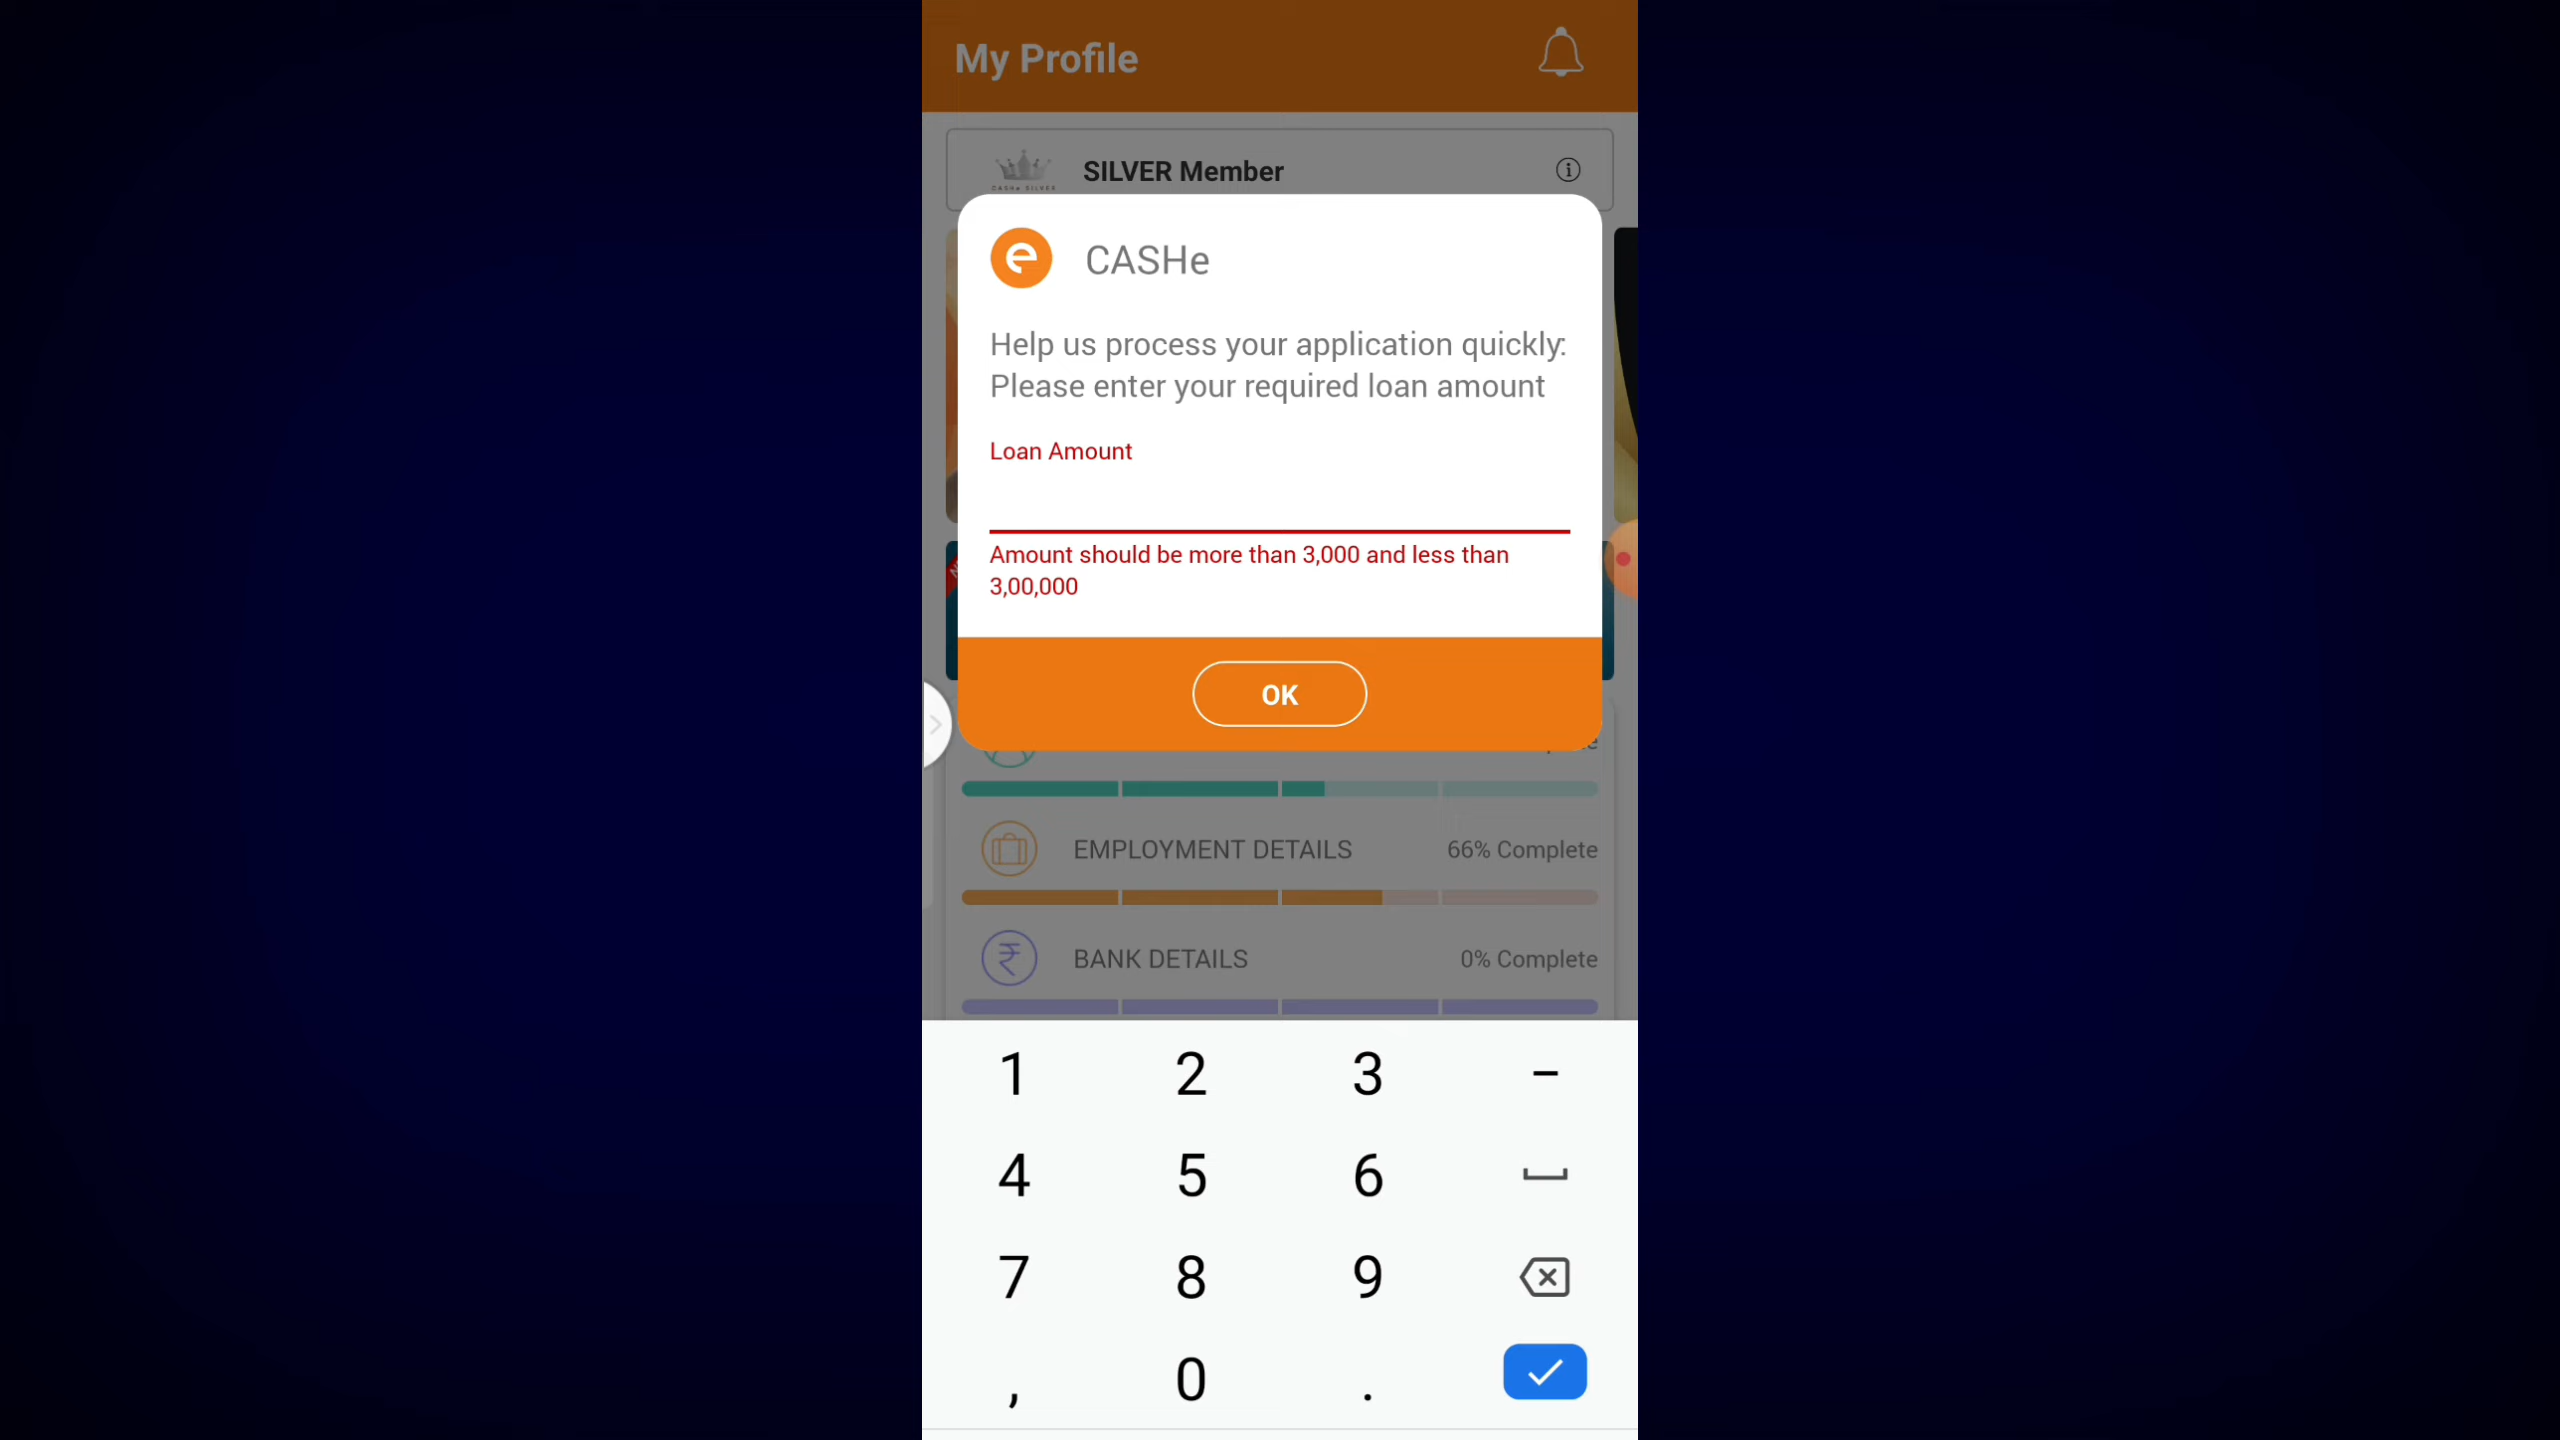 My Profile
SILVER Member
CASHe SILVER
CASHe
Help us process your application quickly:
Please enter your required loan amount
Loan Amount
Amount should be more than 3,000 and less than
3,00,000
OK
EMPLOYMENT DETAILS 66% Complete
BANK DETAILS 0% Complete
1 2 3 -
4 5 6
7 8 9
, 0 .